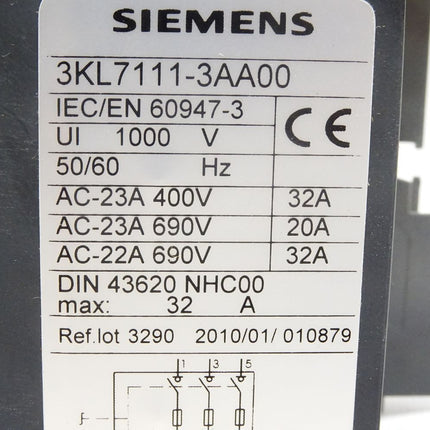 SIEMENS
3KL7111-3AA00
IEC/EN 60947-3 CE
UI 1000 V
50/60 Hz
AC-23A 400V 32A
AC-23A 690V 20A
AC-22A 690V 32A
DIN 43620 NHC00
max: 32 A
Ref.lot 3290 2010/01/ 010879
1 3 5